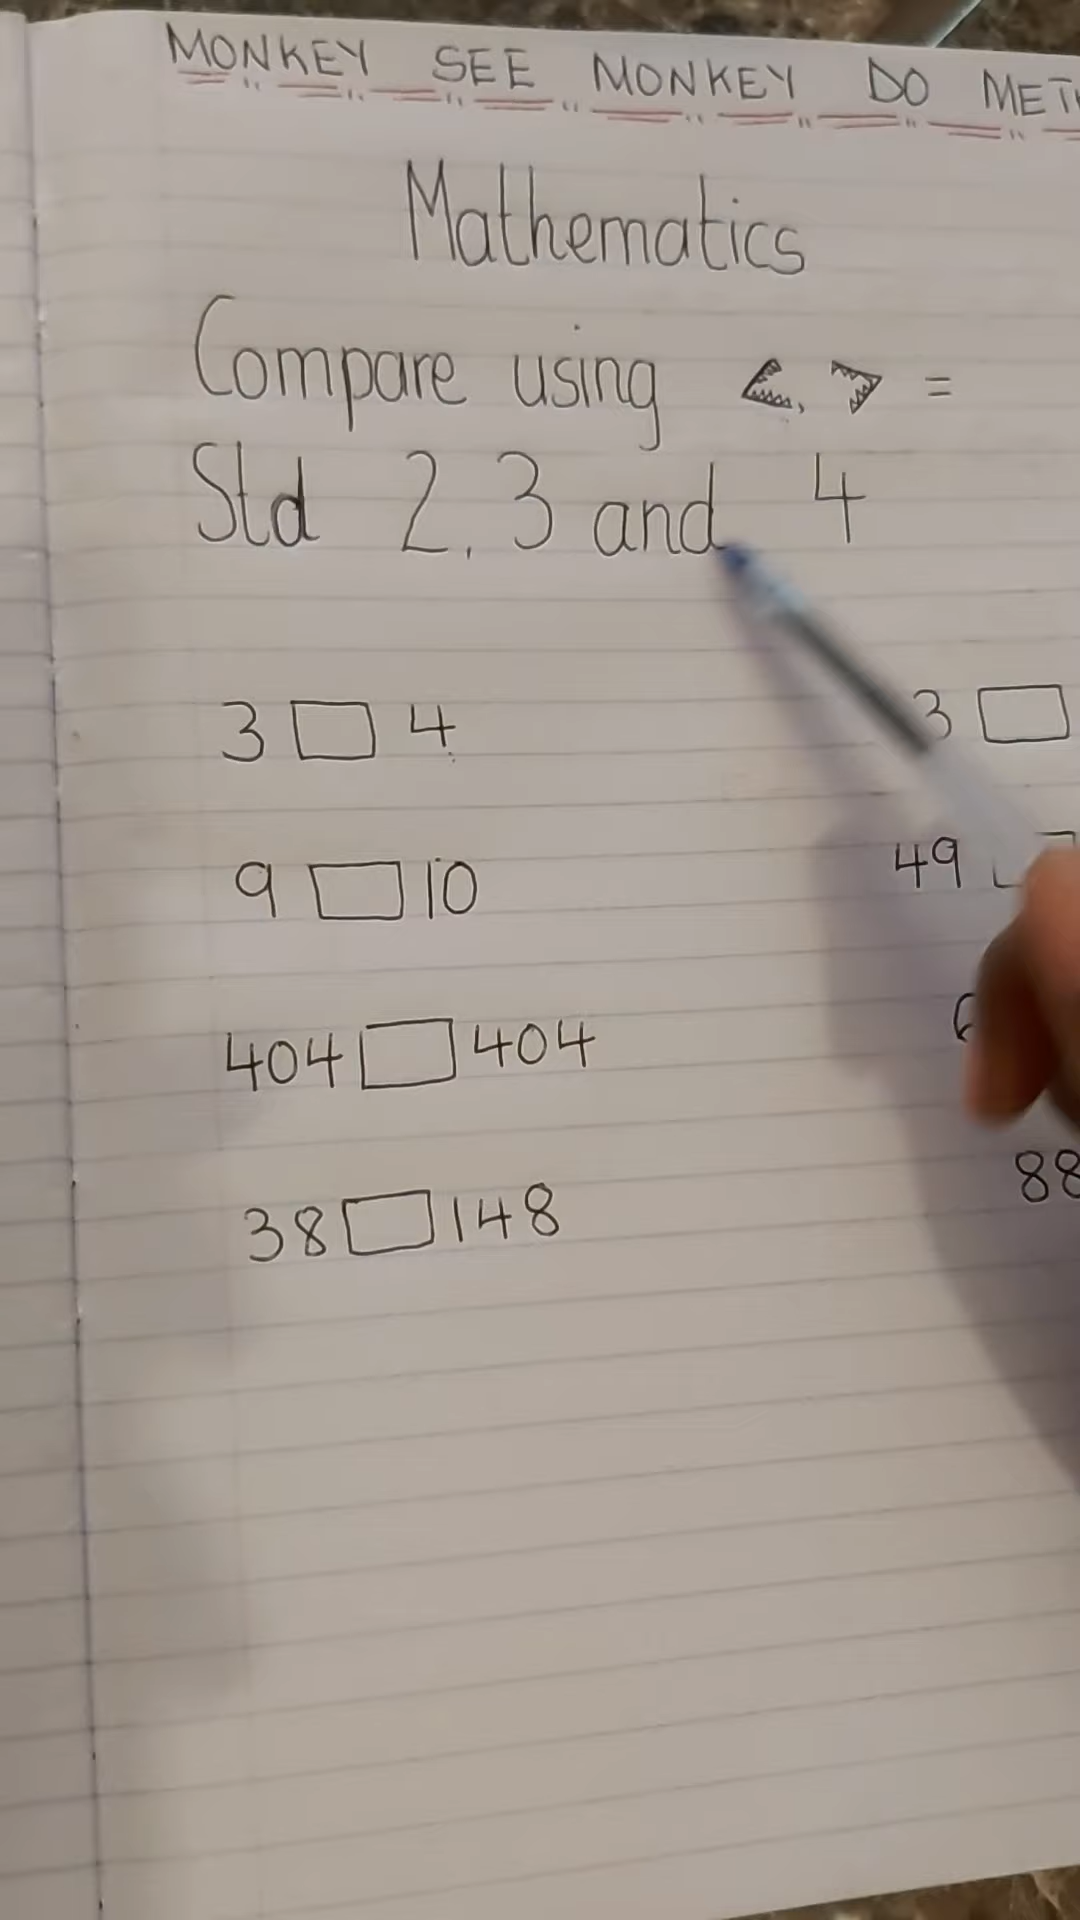 MONKEY SEE MONKEY DO
Mathematics
Compare using <, > =
Std 2, 3 and 4
3 □ 4
3 □
9 □ 10
49 □
404 □ 404
38 □ 148
88